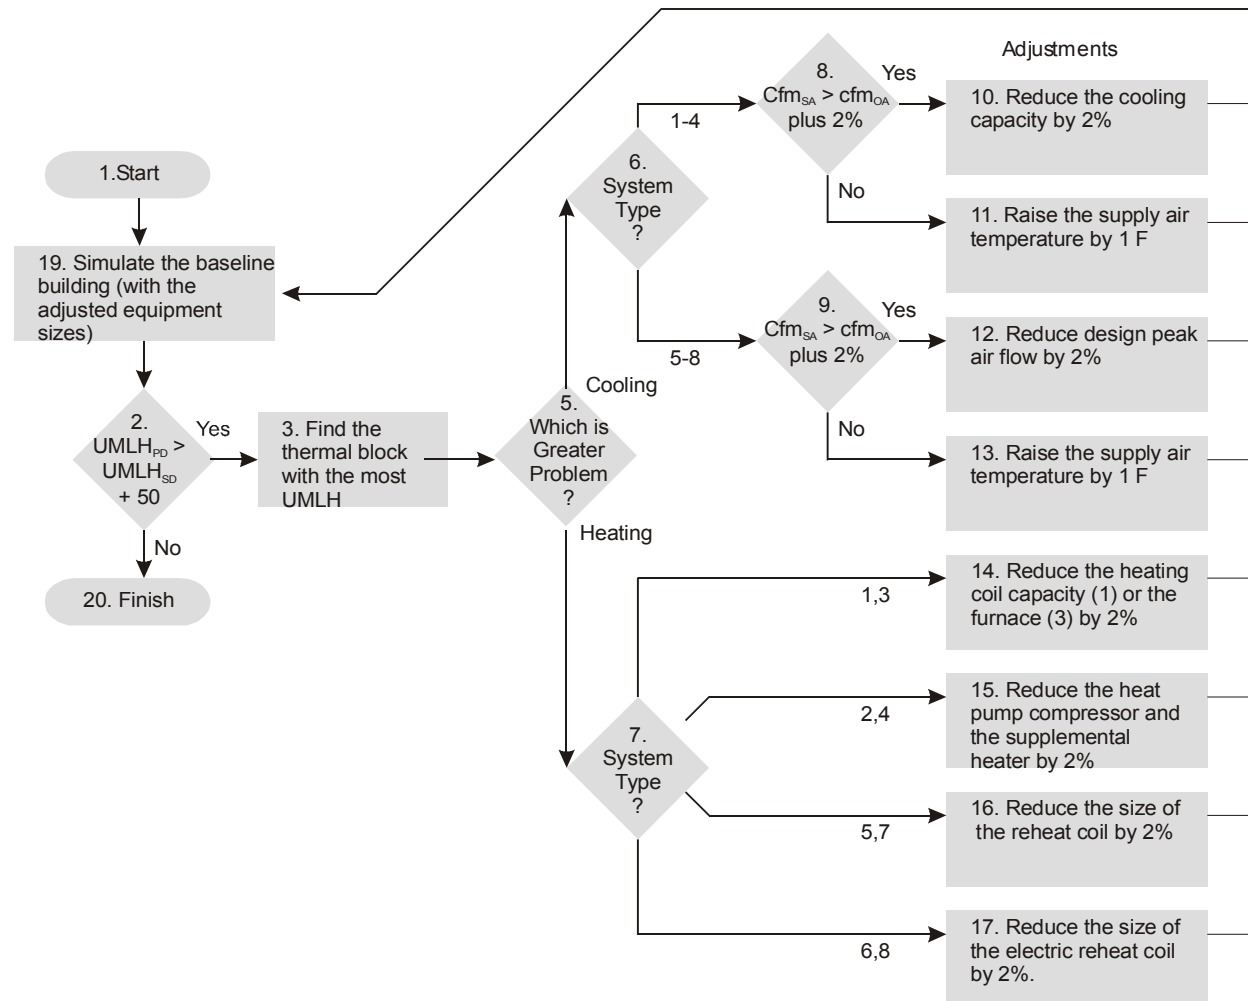 Adjustments
1.Start
19. Simulate the baseline
building (with the
adjusted equipment
sizes)
2.
UMLH_PD >
UMLH_SD
+ 50
Yes
No
20. Finish
3. Find the
thermal block
with the most
UMLH
5.
Which is
Greater
Problem
?
Cooling
Heating
6.
System
Type
?
1-4
5-8
8.
Cfm_SA > cfm_OA
plus 2%
Yes
No
9.
Cfm_SA > cfm_OA
plus 2%
Yes
No
10. Reduce the cooling
capacity by 2%
11. Raise the supply air
temperature by 1 F
12. Reduce design peak
air flow by 2%
13. Raise the supply air
temperature by 1 F
7.
System
Type
?
1,3
2,4
5,7
6,8
14. Reduce the heating
coil capacity (1) or the
furnace (3) by 2%
15. Reduce the heat
pump compressor and
the supplemental
heater by 2%
16. Reduce the size of
the reheat coil by 2%
17. Reduce the size of
the electric reheat coil
by 2%.